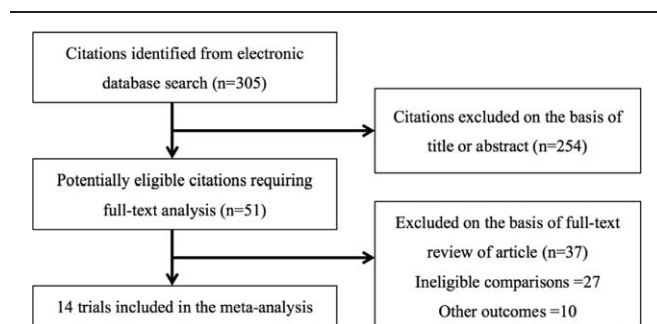 Citations identified from electronic
database search (n=305)
Citations excluded on the basis of
title or abstract (n=254)
Potentially eligible citations requiring
full-text analysis (n=51)
Excluded on the basis of full-text
review of article (n=37)
Ineligible comparisons =27
Other outcomes =10
14 trials included in the meta-analysis